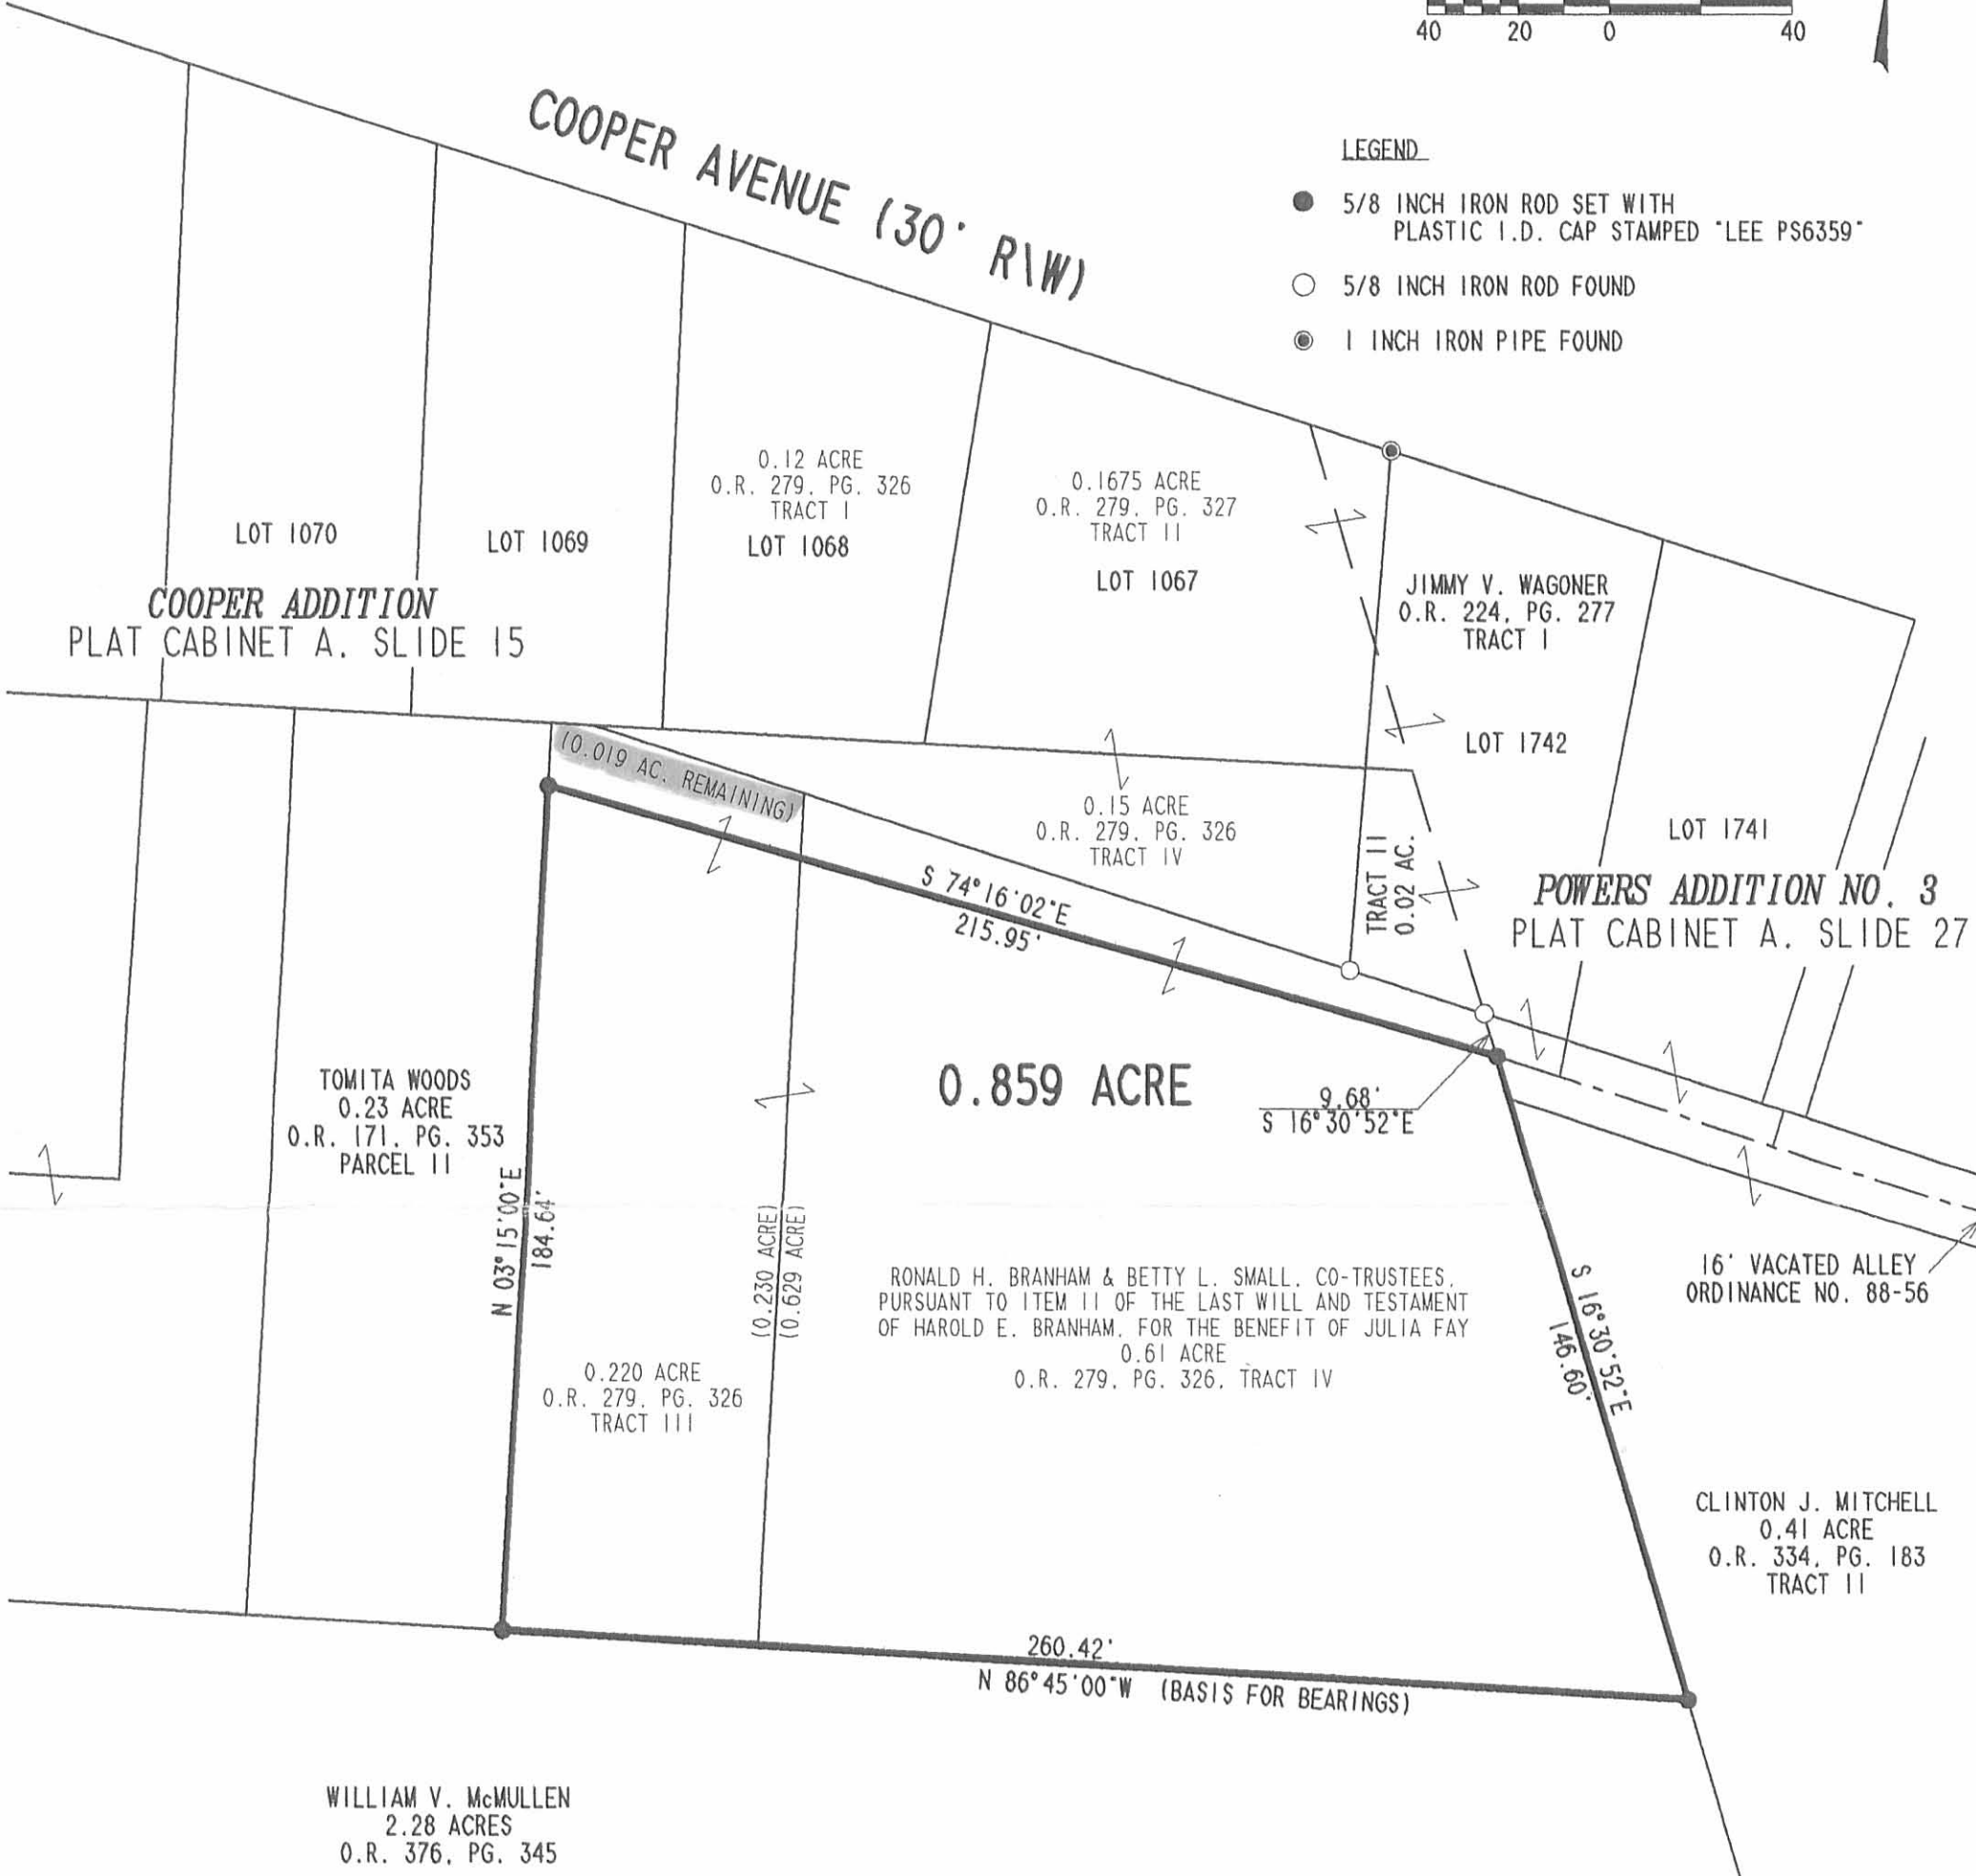 40 20 0 40
COOPER AVENUE (30' R\W)
LEGEND
5/8 INCH IRON ROD SET WITH
PLASTIC I.D. CAP STAMPED "LEE PS6359"
5/8 INCH IRON ROD FOUND
1 INCH IRON PIPE FOUND
0.12 ACRE
O.R. 279, PG. 326
TRACT I
LOT 1068
0.1675 ACRE
O.R. 279, PG. 327
TRACT II
LOT 1067
LOT 1070
LOT 1069
COOPER ADDITION
PLAT CABINET A, SLIDE 15
JIMMY V. WAGONER
O.R. 224, PG. 277
TRACT I
LOT 1742
(0.019 AC. REMAINING)
0.15 ACRE
O.R. 279, PG. 326
TRACT IV
TRACT II
0.02 AC.
LOT 1741
POWERS ADDITION NO. 3
PLAT CABINET A, SLIDE 27
S 74°16'02"E
215.95'
TOMITA WOODS
0.23 ACRE
O.R. 171, PG. 353
PARCEL II
0.859 ACRE
9.68'
S 16°30'52"E
N 03°15'00"E
184.64'
(0.230 ACRE)
(0.629 ACRE)
RONALD H. BRANHAM & BETTY L. SMALL, CO-TRUSTEES,
PURSUANT TO ITEM II OF THE LAST WILL AND TESTAMENT
OF HAROLD E. BRANHAM, FOR THE BENEFIT OF JULIA FAY
0.61 ACRE
O.R. 279, PG. 326, TRACT IV
16' VACATED ALLEY
ORDINANCE NO. 88-56
S 16°30'52"E
146.60'
0.220 ACRE
O.R. 279, PG. 326
TRACT III
CLINTON J. MITCHELL
0.41 ACRE
O.R. 334, PG. 183
TRACT II
260.42'
N 86°45'00"W (BASIS FOR BEARINGS)
WILLIAM V. McMULLEN
2.28 ACRES
O.R. 376, PG. 345